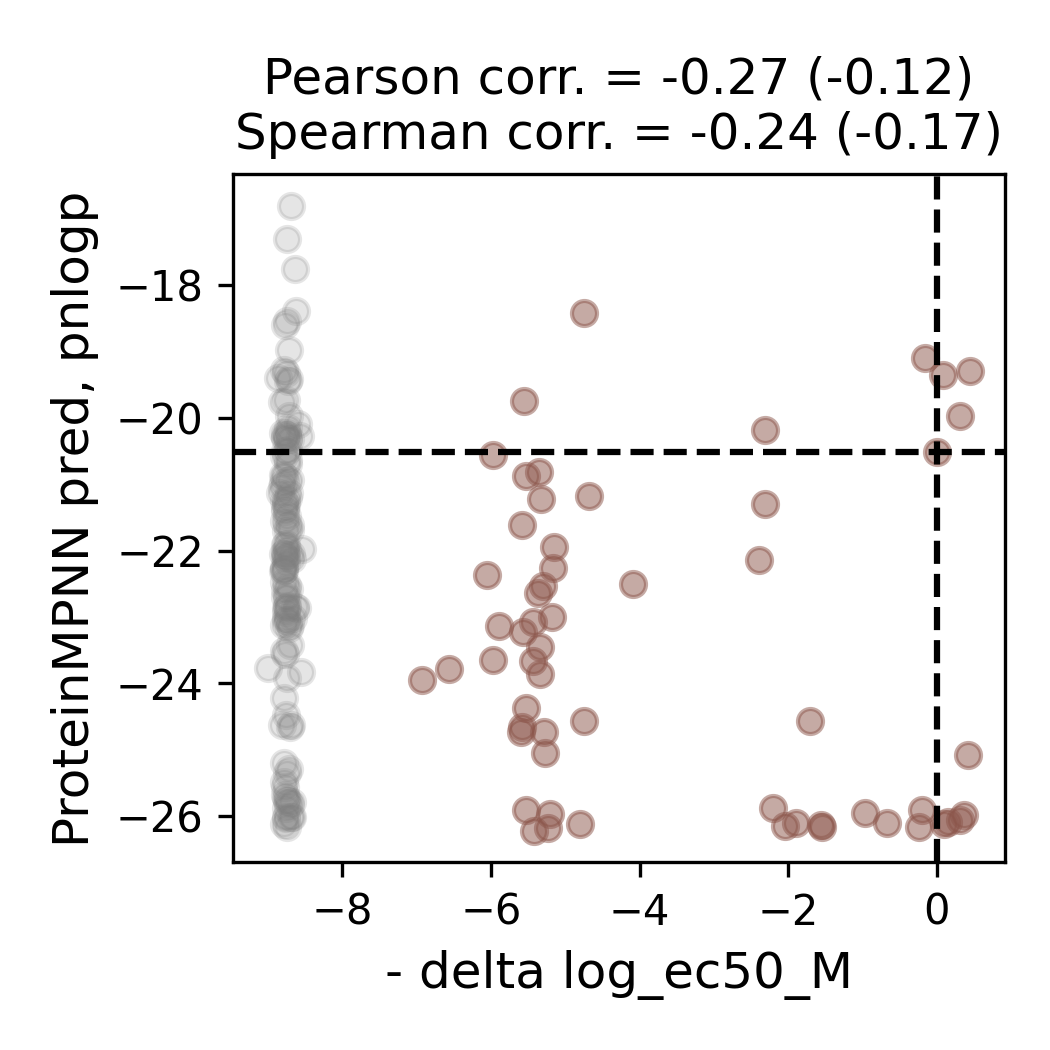 Pearson corr. = -0.27 (-0.12)
Spearman corr. = -0.24 (-0.17)
ProteinMPNN pred, pnlogp
−18
−20
−22
−24
−26
−8
−6
−4
−2
0
- delta log_ec50_M